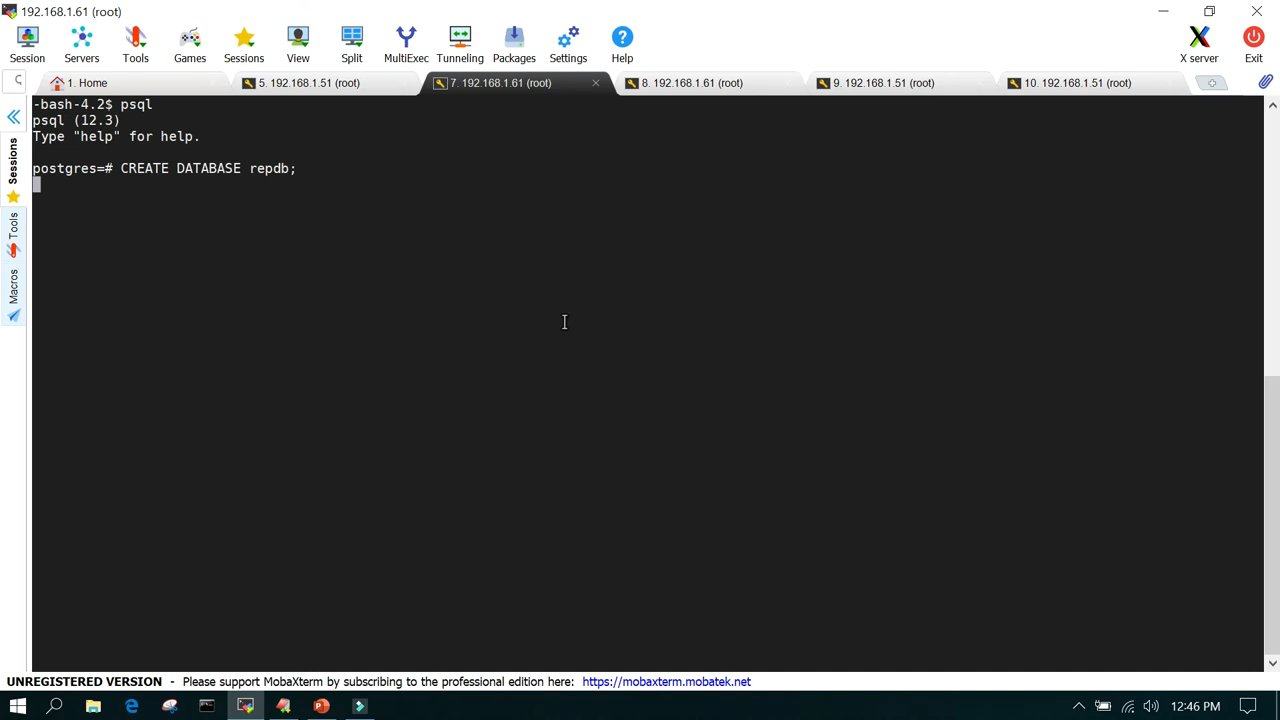 192.168.1.61 (root)
Session
Servers
Tools
Games
Sessions
View
Split
MultiExec
Tunneling
Packages
Settings
Help
X server
Exit
1. Home
5. 192.168.1.51 (root)
7. 192.168.1.61 (root)
8. 192.168.1.61 (root)
9. 192.168.1.51 (root)
10. 192.168.1.51 (root)
Sessions
Tools
Macros
-bash-4.2$ psql
psql (12.3)
Type "help" for help.
postgres=# CREATE DATABASE repdb;
UNREGISTERED VERSION - Please support MobaXterm by subscribing to the professional edition here: https://mobaxterm.mobatek.net
12:46 PM